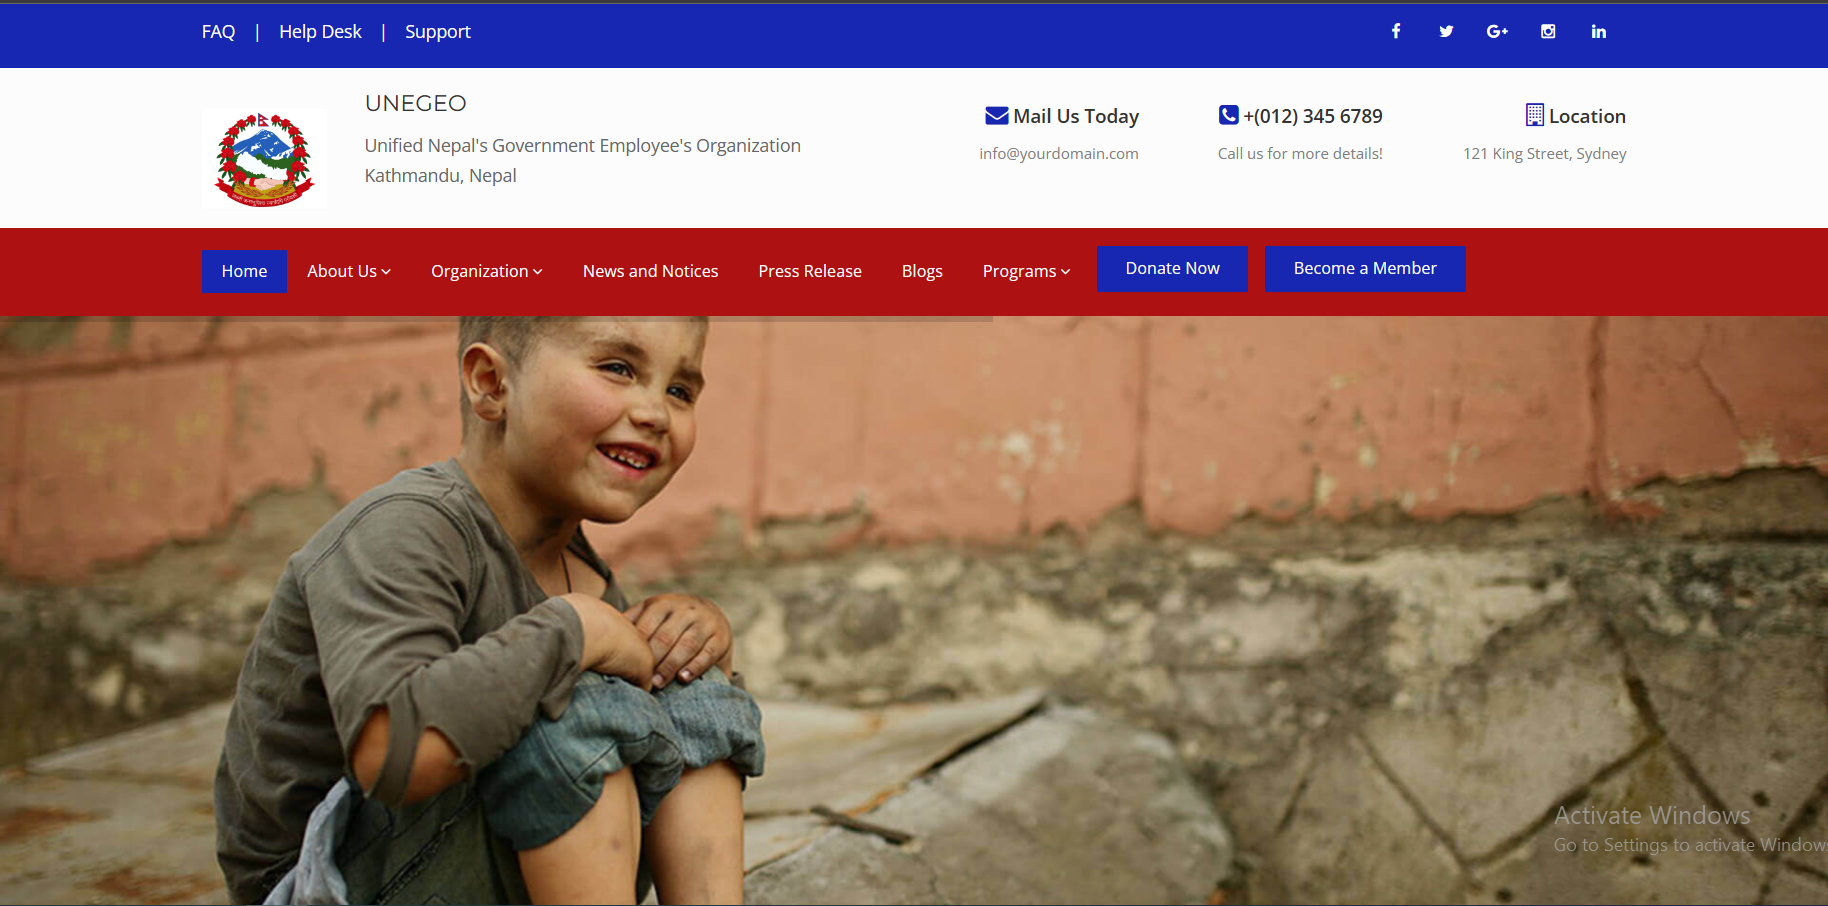 FAQ | Help Desk | Support
UNEGEO
Unified Nepal's Government Employee's Organization
Kathmandu, Nepal
Mail Us Today
info@yourdomain.com
+(012) 345 6789
Call us for more details!
Location
121 King Street, Sydney
Home
About Us
Organization
News and Notices
Press Release
Blogs
Programs
Donate Now
Become a Member
Activate Windows
Go to Settings to activate Windows